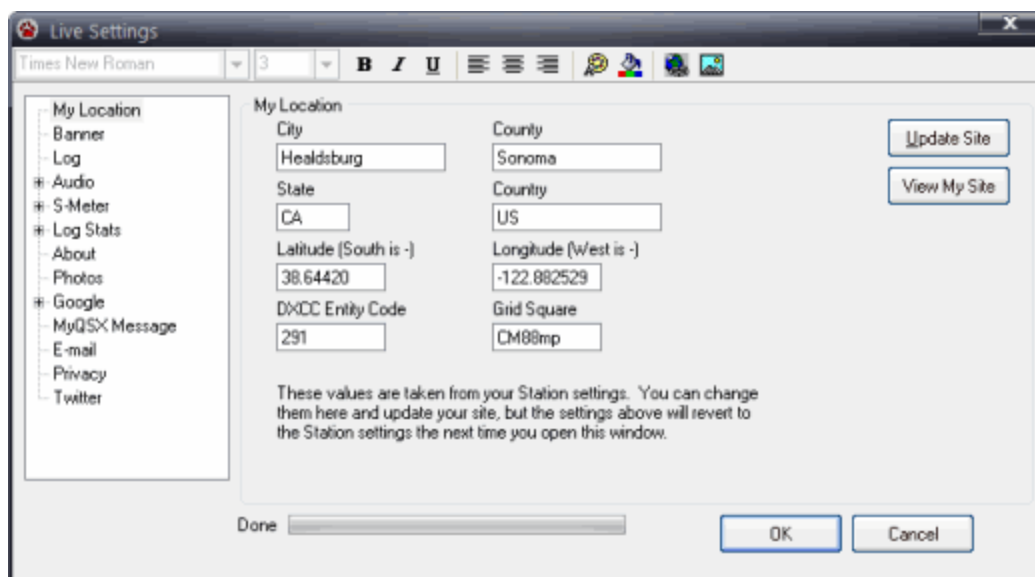 Live Settings
X
Times New Roman 3 B I U
My Location
Banner
Log
Audio
S-Meter
Log Stats
About
Photos
Google
MyQSX Message
E-mail
Privacy
Twitter
My Location
City County
Healdsburg Sonoma
State Country
CA US
Latitude (South is -) Longitude (West is -)
38.64420 -122.882529
DXCC Entity Code Grid Square
291 CM88mp
These values are taken from your Station settings. You can change
them here and update your site, but the settings above will revert to
the Station settings the next time you open this window.
Update Site
View My Site
Done
OK Cancel